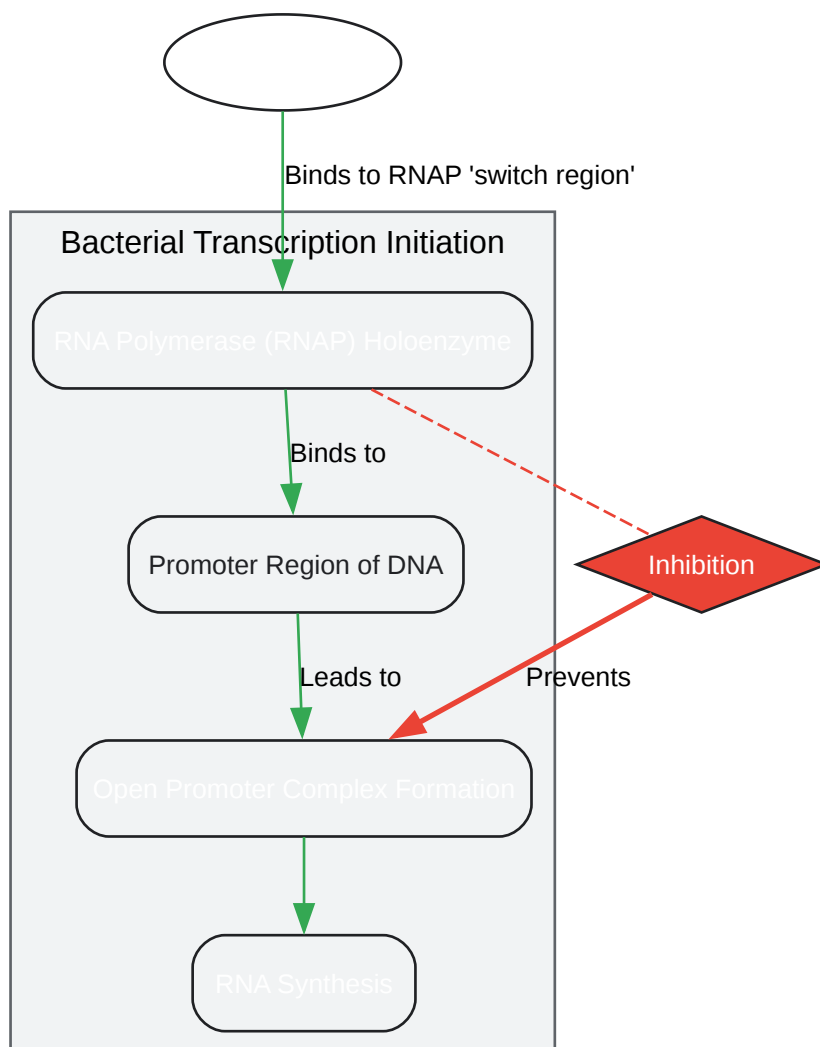 Binds to RNAP 'switch region'
Bacterial Transcription Initiation
RNA Polymerase (RNAP) Holoenzyme
Binds to
Promoter Region of DNA
Inhibition
Leads to
Prevents
Open Promoter Complex Formation
RNA Synthesis